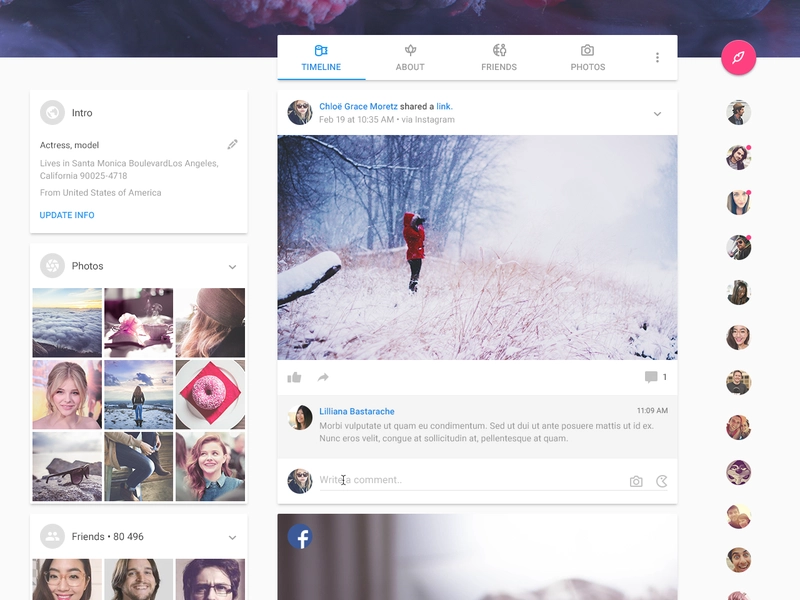 TIMELINE
ABOUT
FRIENDS
PHOTOS
Intro
Actress, model
Lives in Santa Monica BoulevardLos Angeles,
California 90025-4718
From United States of America
UPDATE INFO
Photos
Friends • 80 496
Chloë Grace Moretz shared a link.
Feb 19 at 10:35 AM • via Instagram
1
Lilliana Bastarache
11:09 AM
Morbi vulputate ut quam eu condimentum. Sed ut dui ut ante posuere mattis ut id ex.
Nunc eros velit, congue at sollicitudin at, pellentesque at quam.
Write a comment..